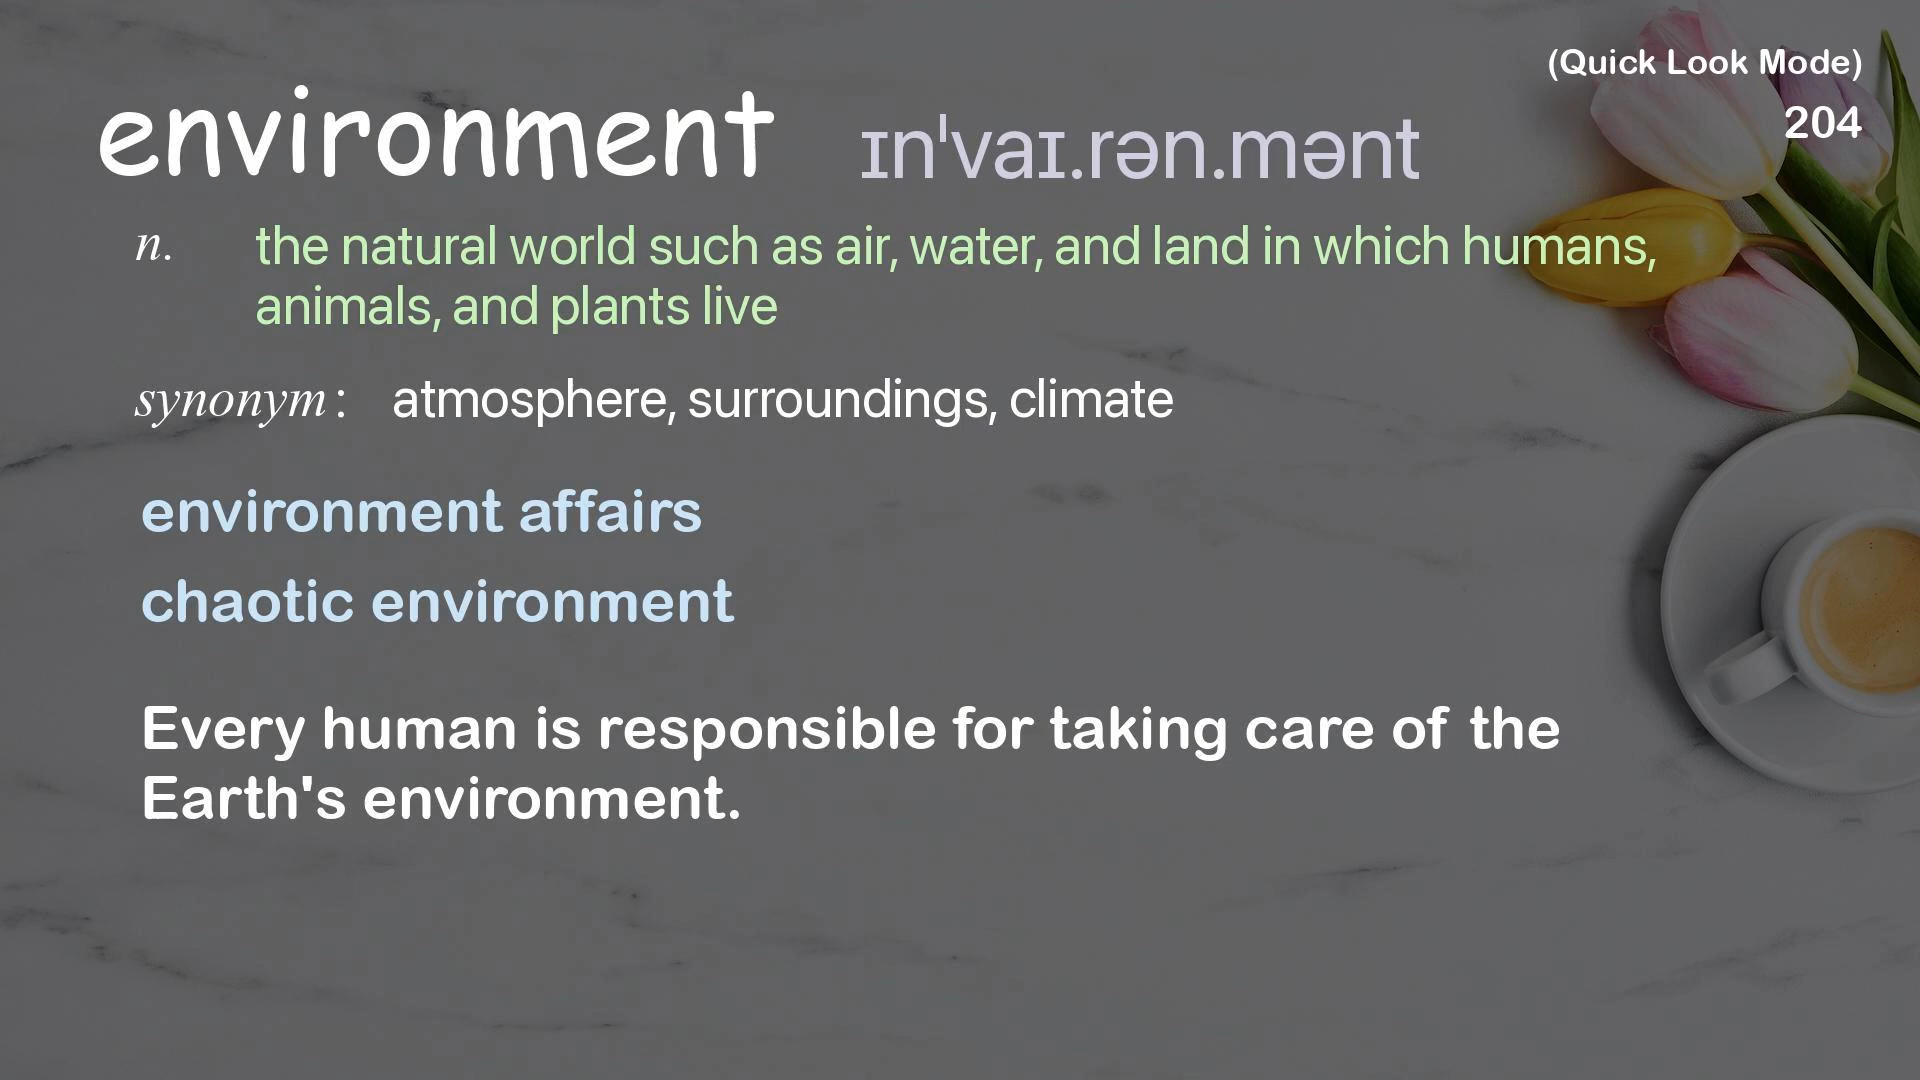 (Quick Look Mode)
204
environment ɪnˈvaɪ.rən.mənt
n. the natural world such as air, water, and land in which humans,
animals, and plants live
synonym: atmosphere, surroundings, climate
environment affairs
chaotic environment
Every human is responsible for taking care of the
Earth's environment.